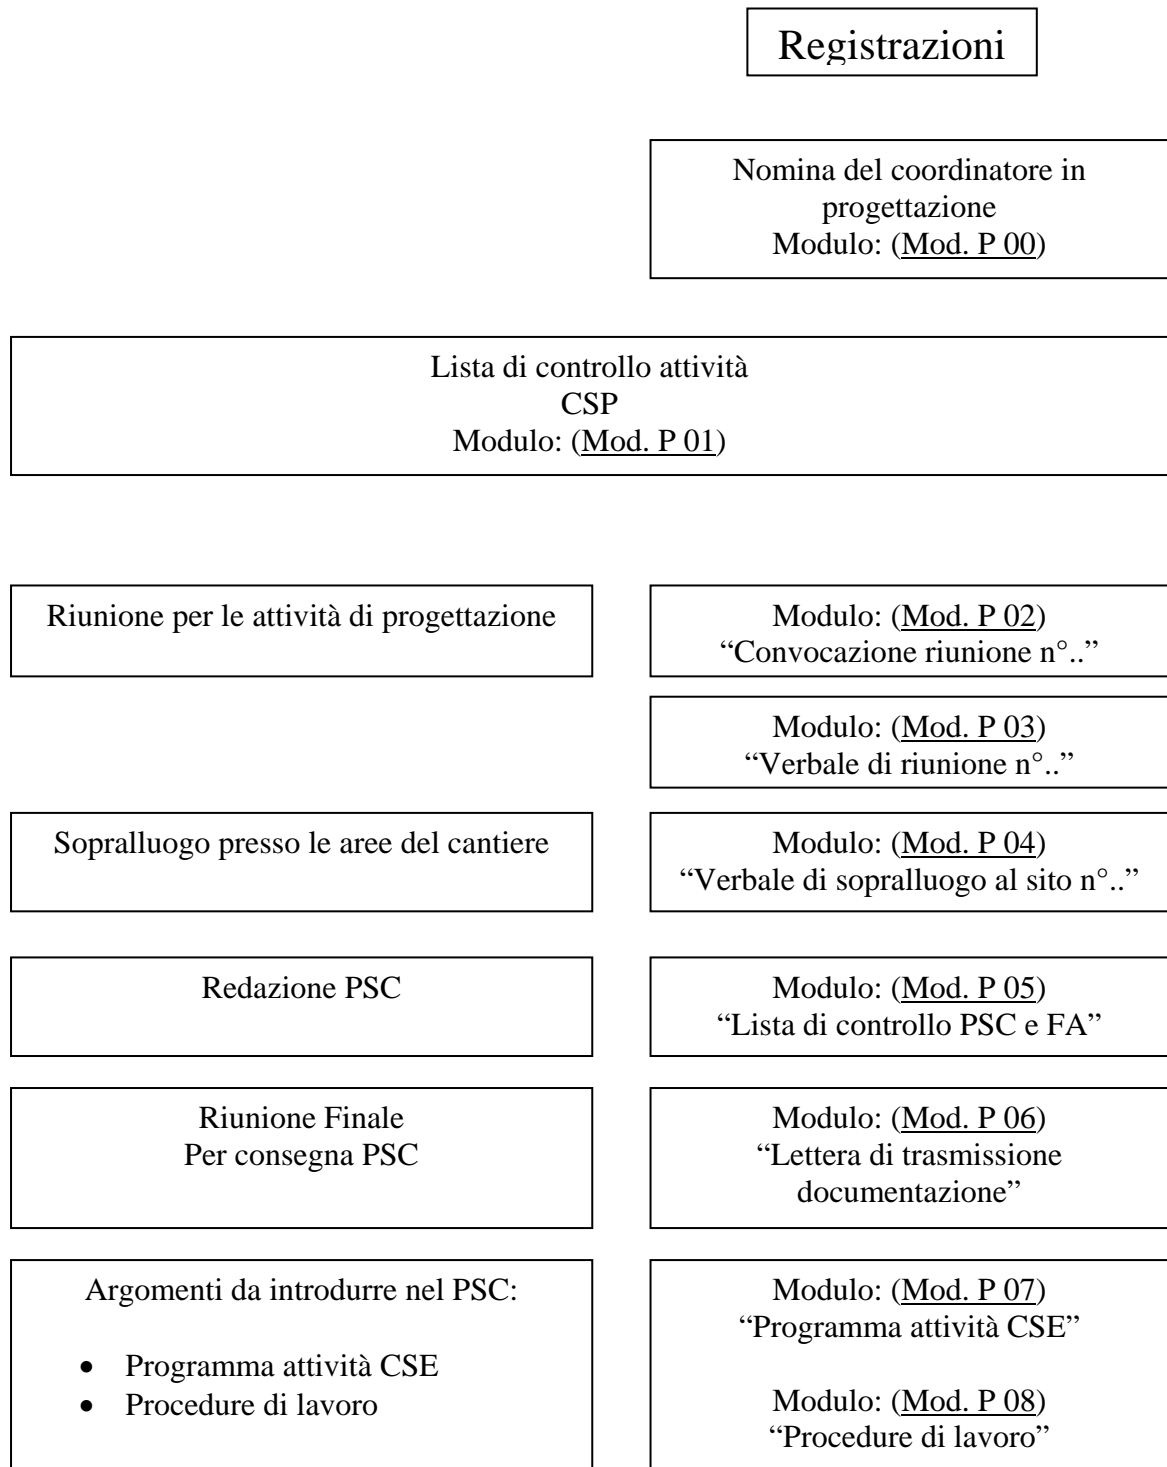 Registrazioni
Nomina del coordinatore in
progettazione
Modulo: (Mod. P 00)
Lista di controllo attività
CSP
Modulo: (Mod. P 01)
Riunione per le attività di progettazione
Modulo: (Mod. P 02)
“Convocazione riunione n°..”
Modulo: (Mod. P 03)
“Verbale di riunione n°..”
Sopralluogo presso le aree del cantiere
Modulo: (Mod. P 04)
“Verbale di sopralluogo al sito n°..”
Redazione PSC
Modulo: (Mod. P 05)
“Lista di controllo PSC e FA”
Riunione Finale
Per consegna PSC
Modulo: (Mod. P 06)
“Lettera di trasmissione
documentazione”
Argomenti da introdurre nel PSC:
• Programma attività CSE
• Procedure di lavoro
Modulo: (Mod. P 07)
“Programma attività CSE”
Modulo: (Mod. P 08)
“Procedure di lavoro”